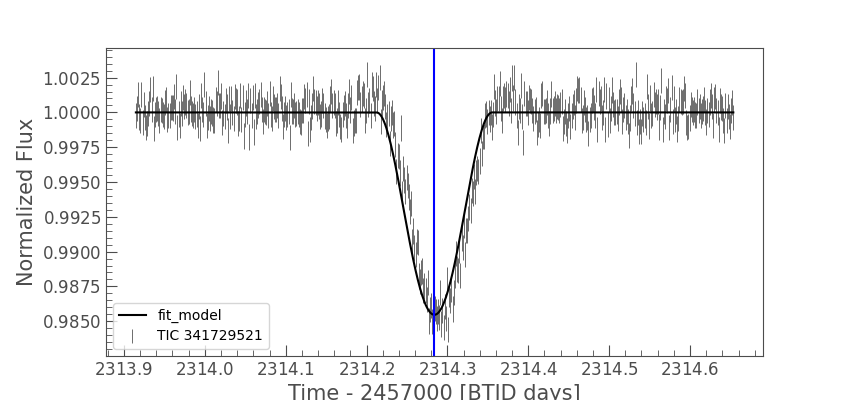 Normalized Flux
1.0025
1.0000
0.9975
0.9950
0.9925
0.9900
0.9875
0.9850
fit_model
TIC 341729521
2313.9 2314.0 2314.1 2314.2 2314.3 2314.4 2314.5 2314.6
Time - 2457000 [BTJD days]